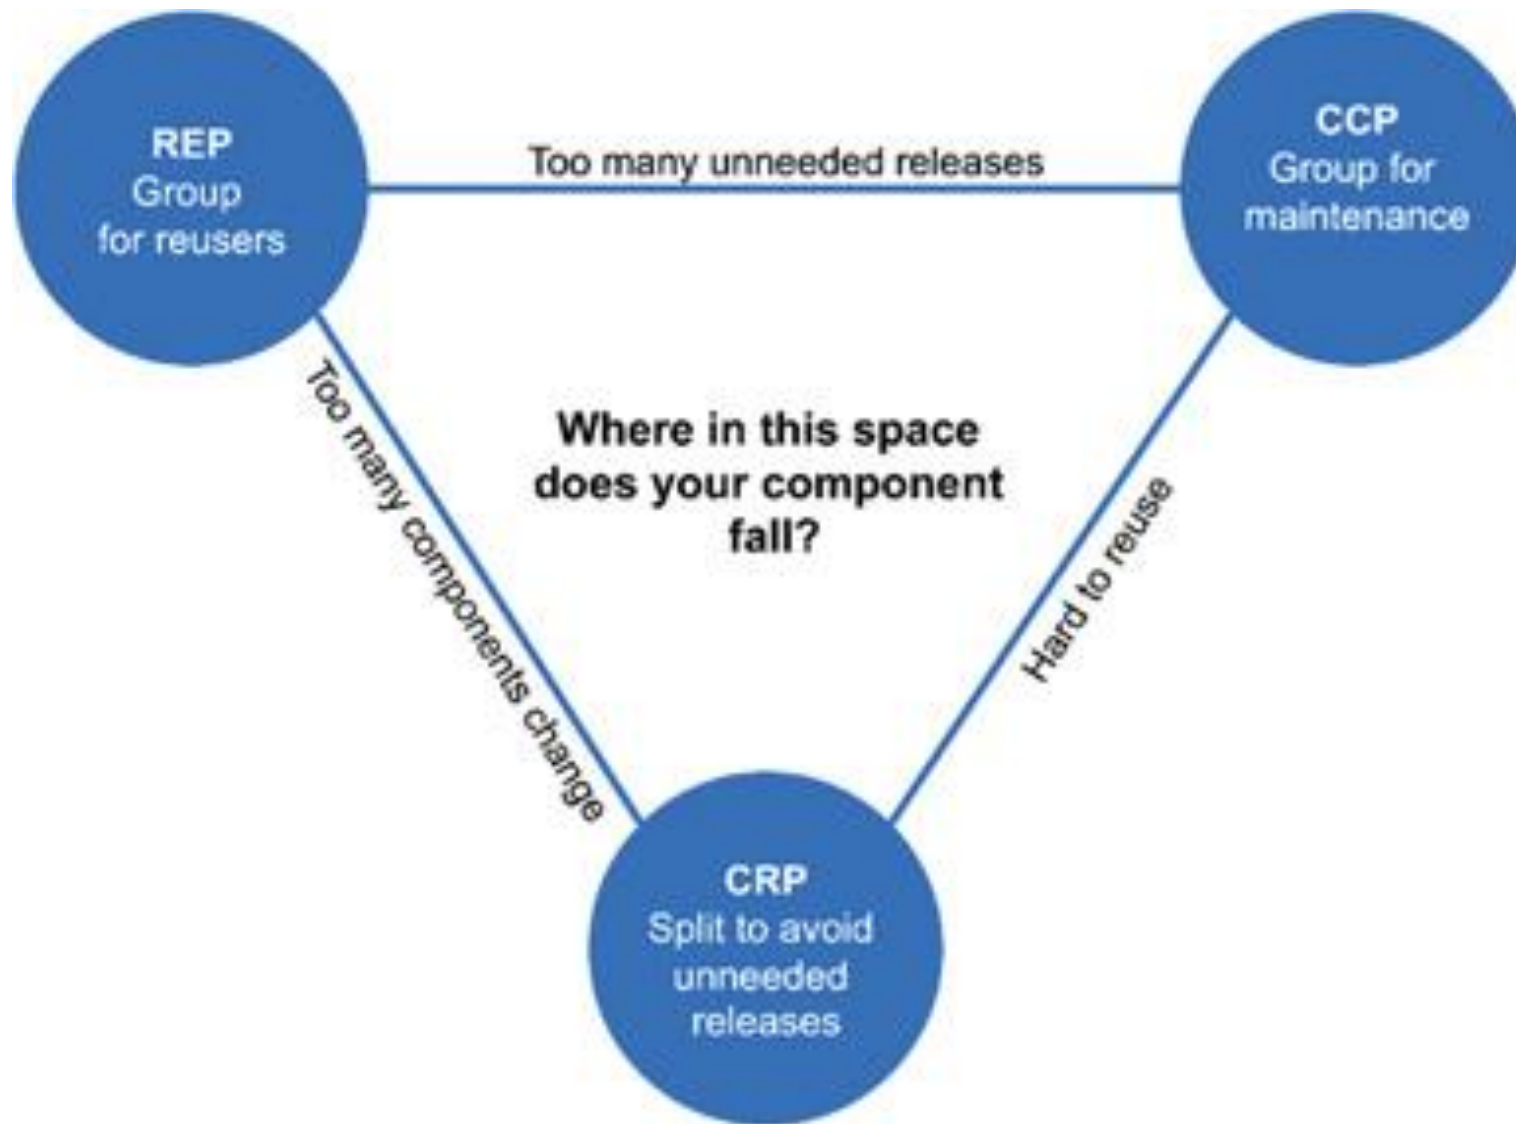 REP
Group
for reusers
Too many unneeded releases
CCP
Group for
maintenance
Where in this space
does your component
fall?
Too many components change
Hard to reuse
CRP
Split to avoid
unneeded
releases